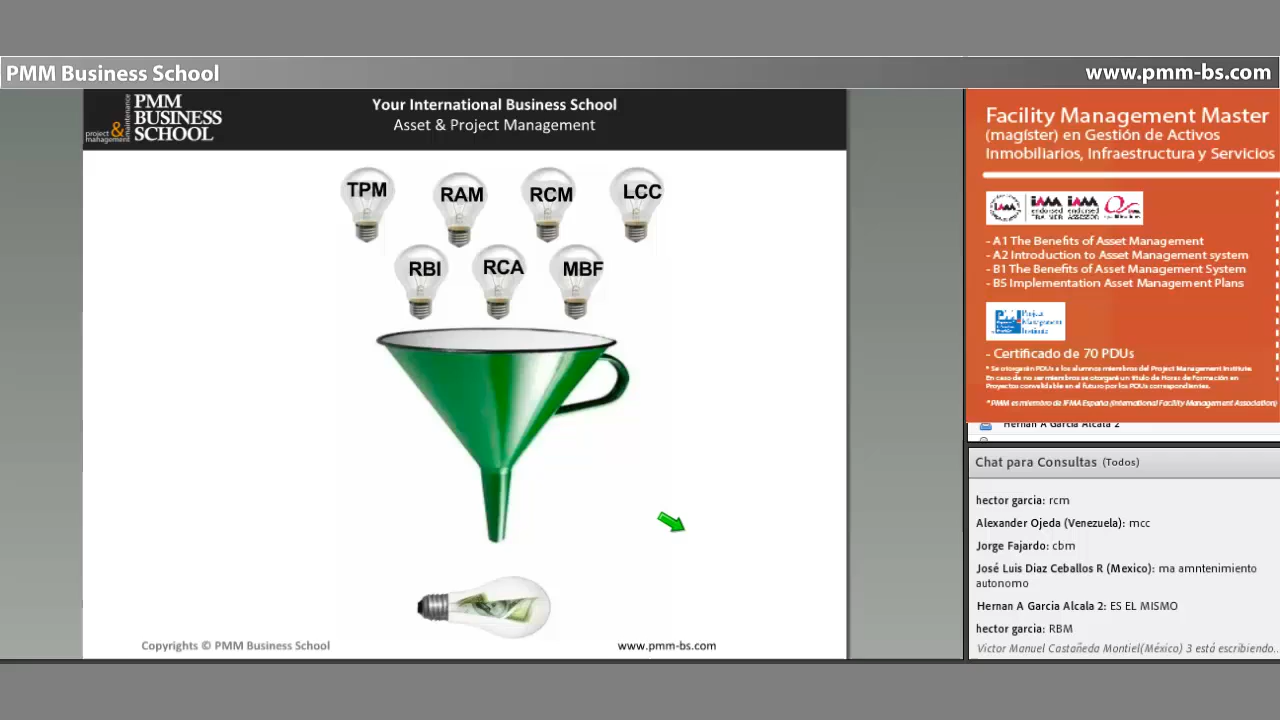 PMM Business School
www.pmm-bs.com
PMM
BUSINESS
SCHOOL
project & maintenance
management
Your International Business School
Asset & Project Management
TPM
RAM
RCM
LCC
RBI
RCA
MBF
Copyrights © PMM Business School
www.pmm-bs.com
Facility Management Master
(magíster) en Gestión de Activos
Inmobiliarios, Infraestructura y Servicios
- A1 The Benefits of Asset Management
- A2 Introduction to Asset Management system
- B1 The Benefits of Asset Management System
- B5 Implementation Asset Management Plans
Project
Management
Institute
- Certificado de 70 PDUs
* Se otorgarán PDUs a los alumnos miembros del Project Management Institute.
En caso de no ser miembros se otorgará un título de Horas de Formación en
Proyectos convalidable en el futuro por los PDUs correspondientes.
* PMM es miembro de IFMA España (International Facility Management Association)
Hernan A Garcia Alcala 2
Chat para Consultas (Todos)
hector garcia: rcm
Alexander Ojeda (Venezuela): mcc
Jorge Fajardo: cbm
José Luis Diaz Ceballos R (Mexico): ma amntenimiento
autonomo
Hernan A Garcia Alcala 2: ES EL MISMO
hector garcia: RBM
Victor Manuel Castañeda Montiel(México) 3 está escribiendo..